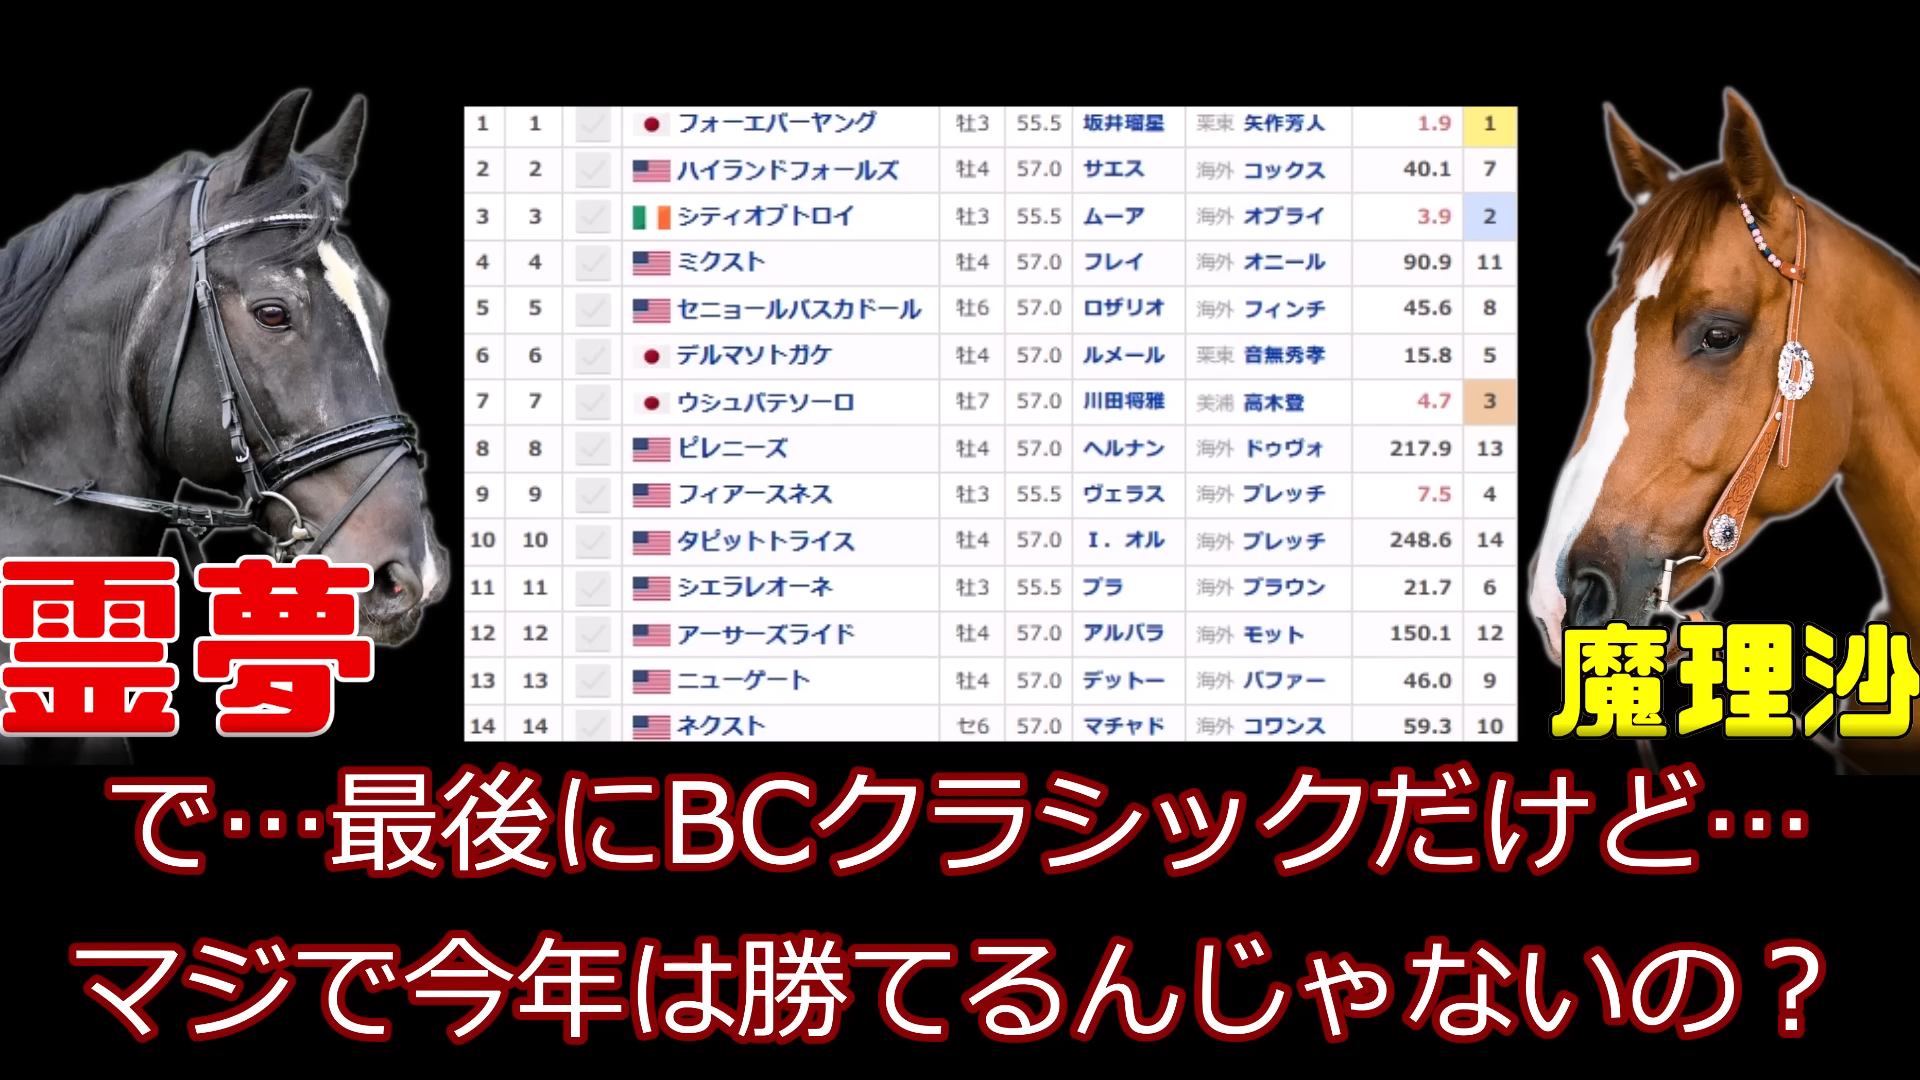 1 1 フォーエバーヤング 牡3 55.5 坂井瑠星 栗東 矢作芳人 1.9 1
2 2 ハイランドフォールズ 牡4 57.0 サエス 海外 コックス 40.1 7
3 3 シティオブトロイ 牡3 55.5 ムーア 海外 オブライ 3.9 2
4 4 ミクスト 牡4 57.0 フレイ 海外 オニール 90.9 11
5 5 セニョールバスカドール 牡6 57.0 ロザリオ 海外 フィンチ 45.6 8
6 6 デルマソトガケ 牡4 57.0 ルメール 栗東 音無秀孝 15.8 5
7 7 ウシュバテソーロ 牡7 57.0 川田将雅 美浦 高木登 4.7 3
8 8 ピレニーズ 牡4 57.0 ヘルナン 海外 ドゥヴォ 217.9 13
9 9 フィアースネス 牡3 55.5 ヴェラス 海外 プレッチ 7.5 4
10 10 タピットトライス 牡4 57.0 I.オル 海外 プレッチ 248.6 14
11 11 シエラレオーネ 牡3 55.5 プラ 海外 ブラウン 21.7 6
12 12 アーサーズライド 牡4 57.0 アルバラ 海外 モット 150.1 12
13 13 ニューゲート 牡4 57.0 デットー 海外 バファー 46.0 9
14 14 ネクスト セ6 57.0 マチャド 海外 コワンス 59.3 10
霊夢
魔理沙
で…最後にBCクラシックだけど…
マジで今年は勝てるんじゃないの？